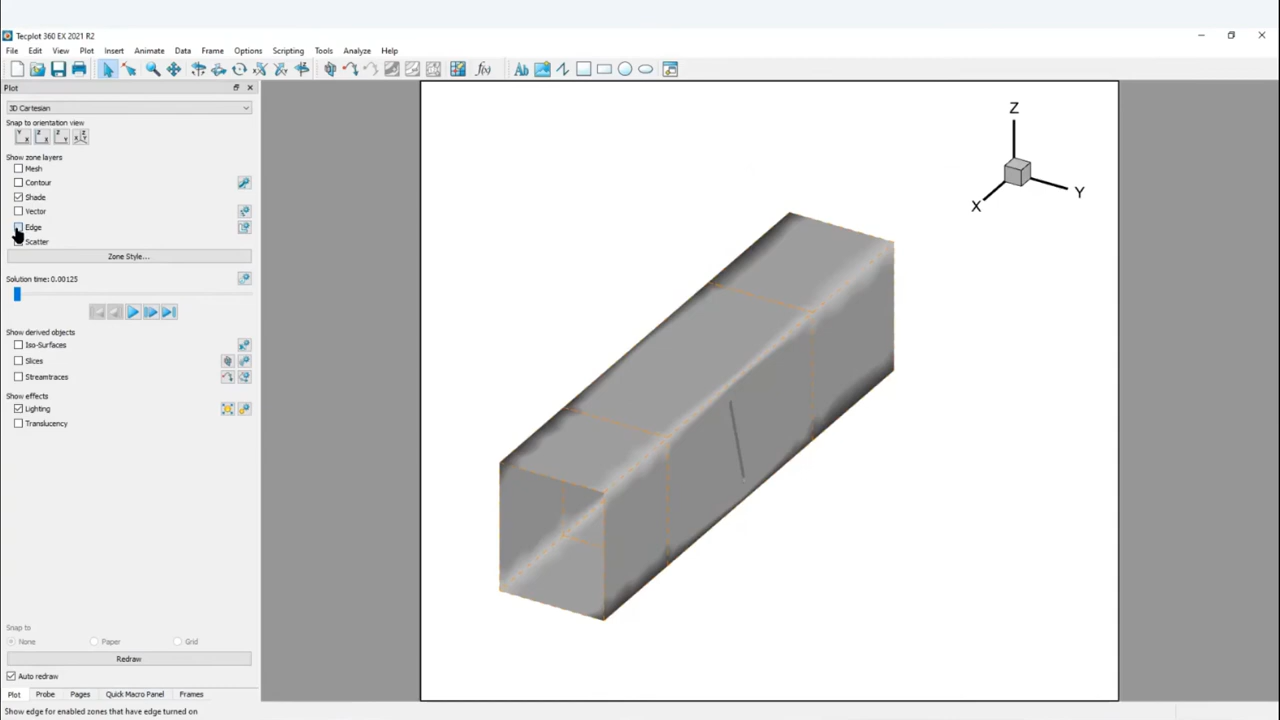 Tecplot 360 EX 2021 R2
File Edit View Plot Insert Animate Data Frame Options Scripting Tools Analyze Help
Plot
3D Cartesian
Snap to orientation view
Show zone layers
Mesh
Contour
Shade
Vector
Edge
Scatter
Zone Style...
Solution time: 0.00125
Show derived objects
Iso-Surfaces
Slices
Streamtraces
Show effects
Lighting
Translucency
Snap to
None Paper Grid
Redraw
Auto redraw
Plot Probe Pages Quick Macro Panel Frames
Show edge for enabled zones that have edge turned on
Z
Y
X